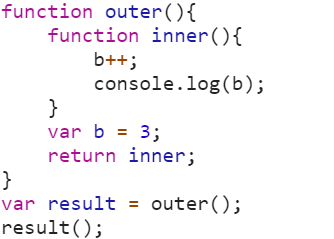 function outer(){
    function inner(){
        b++;
        console.log(b);
    }
    var b = 3;
    return inner;
}
var result = outer();
result();